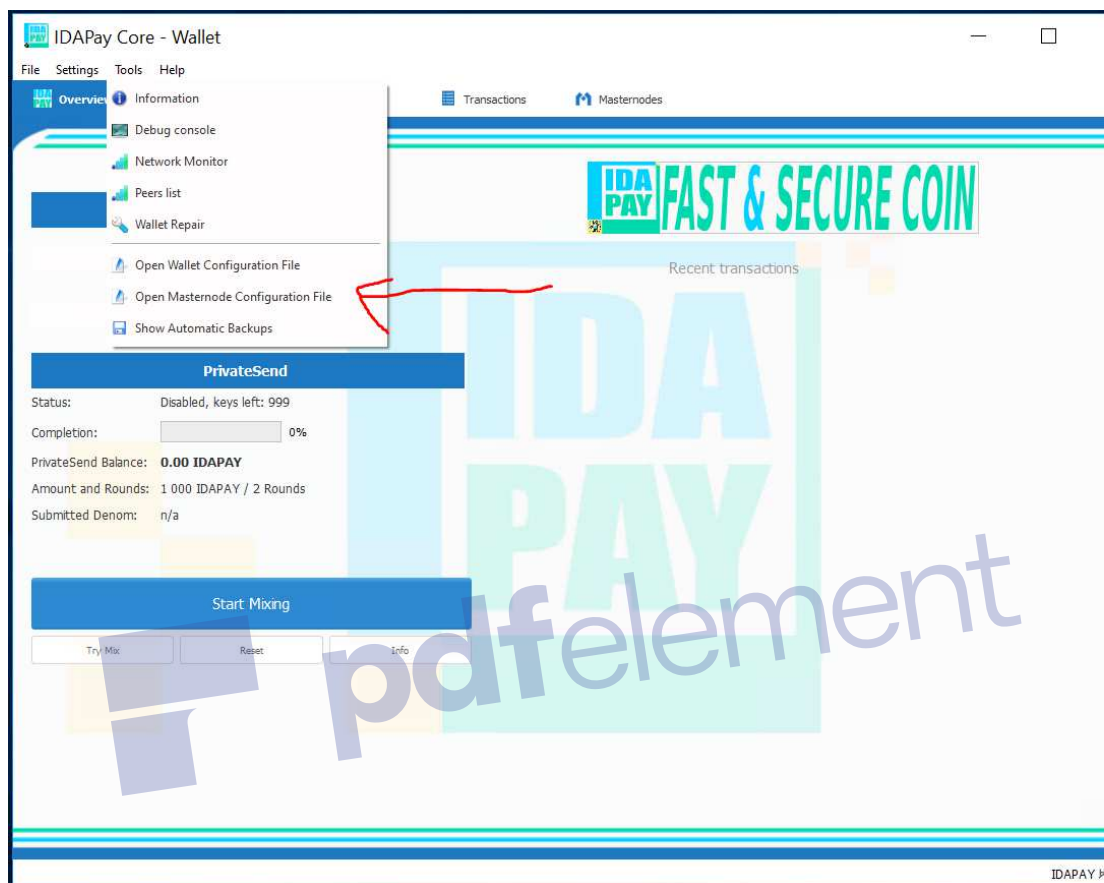 IDAPay Core - Wallet
File Settings Tools Help
Overview Transactions Masternodes
Information
Debug console
Network Monitor
Peers list
Wallet Repair
Open Wallet Configuration File
Open Masternode Configuration File
Show Automatic Backups
IDA
PAY
FAST & SECURE COIN
Recent transactions
PrivateSend
Status: Disabled, keys left: 999
Completion: 0%
PrivateSend Balance: 0.00 IDAPAY
Amount and Rounds: 1 000 IDAPAY / 2 Rounds
Submitted Denom: n/a
Start Mixing
Try Mix Reset Info
IDA
PAY
pdfelement
IDAPAY